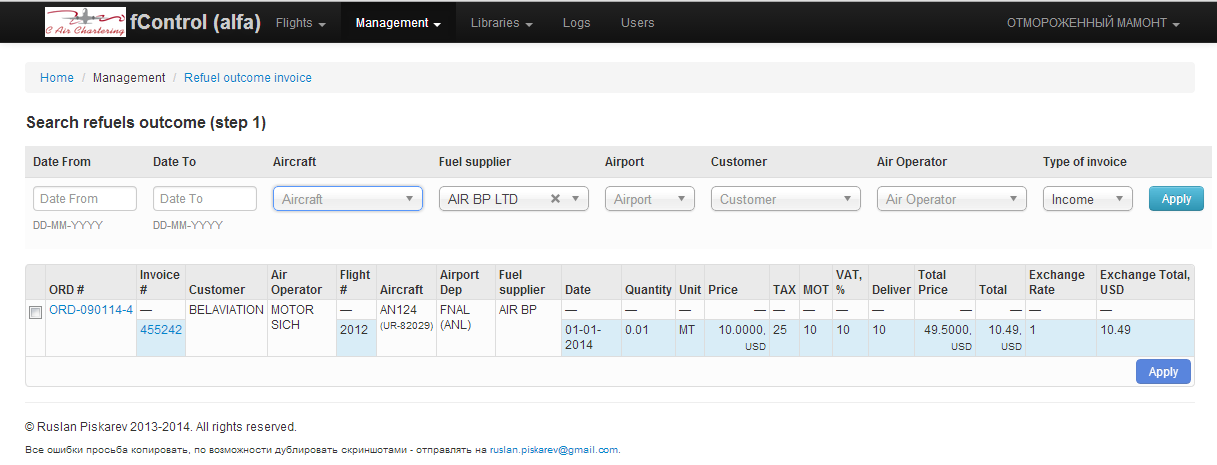 C Air Chartering fControl (alfa) Flights Management Libraries Logs Users ОТМОРОЖЕННЫЙ МАМОНТ
Home / Management / Refuel outcome invoice
Search refuels outcome (step 1)
Date From Date To Aircraft Fuel supplier Airport Customer Air Operator Type of invoice
Date From Date To Aircraft AIR BP LTD Airport Customer Air Operator Income Apply
DD-MM-YYYY DD-MM-YYYY
ORD # Invoice # Customer Air Operator Flight # Aircraft Airport Dep Fuel supplier Date Quantity Unit Price TAX MOT VAT, % Deliver Total Price Total Exchange Rate Exchange Total, USD
ORD-090114-4 — BELAVIATION MOTOR SICH — AN124 (UR-82029) FNAL (ANL) AIR BP — — — — — — — — — — — —
455242 2012 01-01-2014 0.01 MT 10.0000, USD 25 10 10 10 49.5000, USD 10.49, USD 1 10.49
Apply
© Ruslan Piskarev 2013-2014. All rights reserved.
Все ошибки просьба копировать, по возможности дублировать скриншотами - отправлять на ruslan.piskarev@gmail.com.